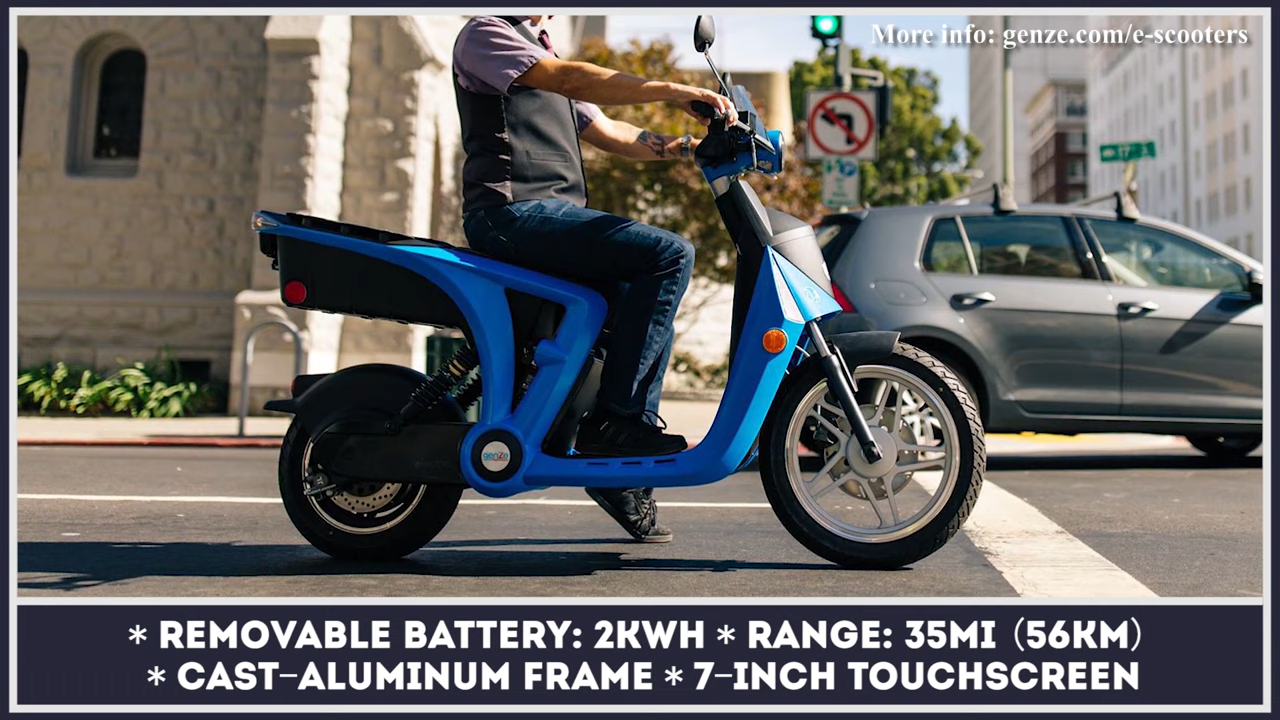 More info: genze.com/e-scooters
genze
* REMOVABLE BATTERY: 2KWH * RANGE: 35MI (56KM)
* CAST-ALUMINUM FRAME * 7-INCH TOUCHSCREEN